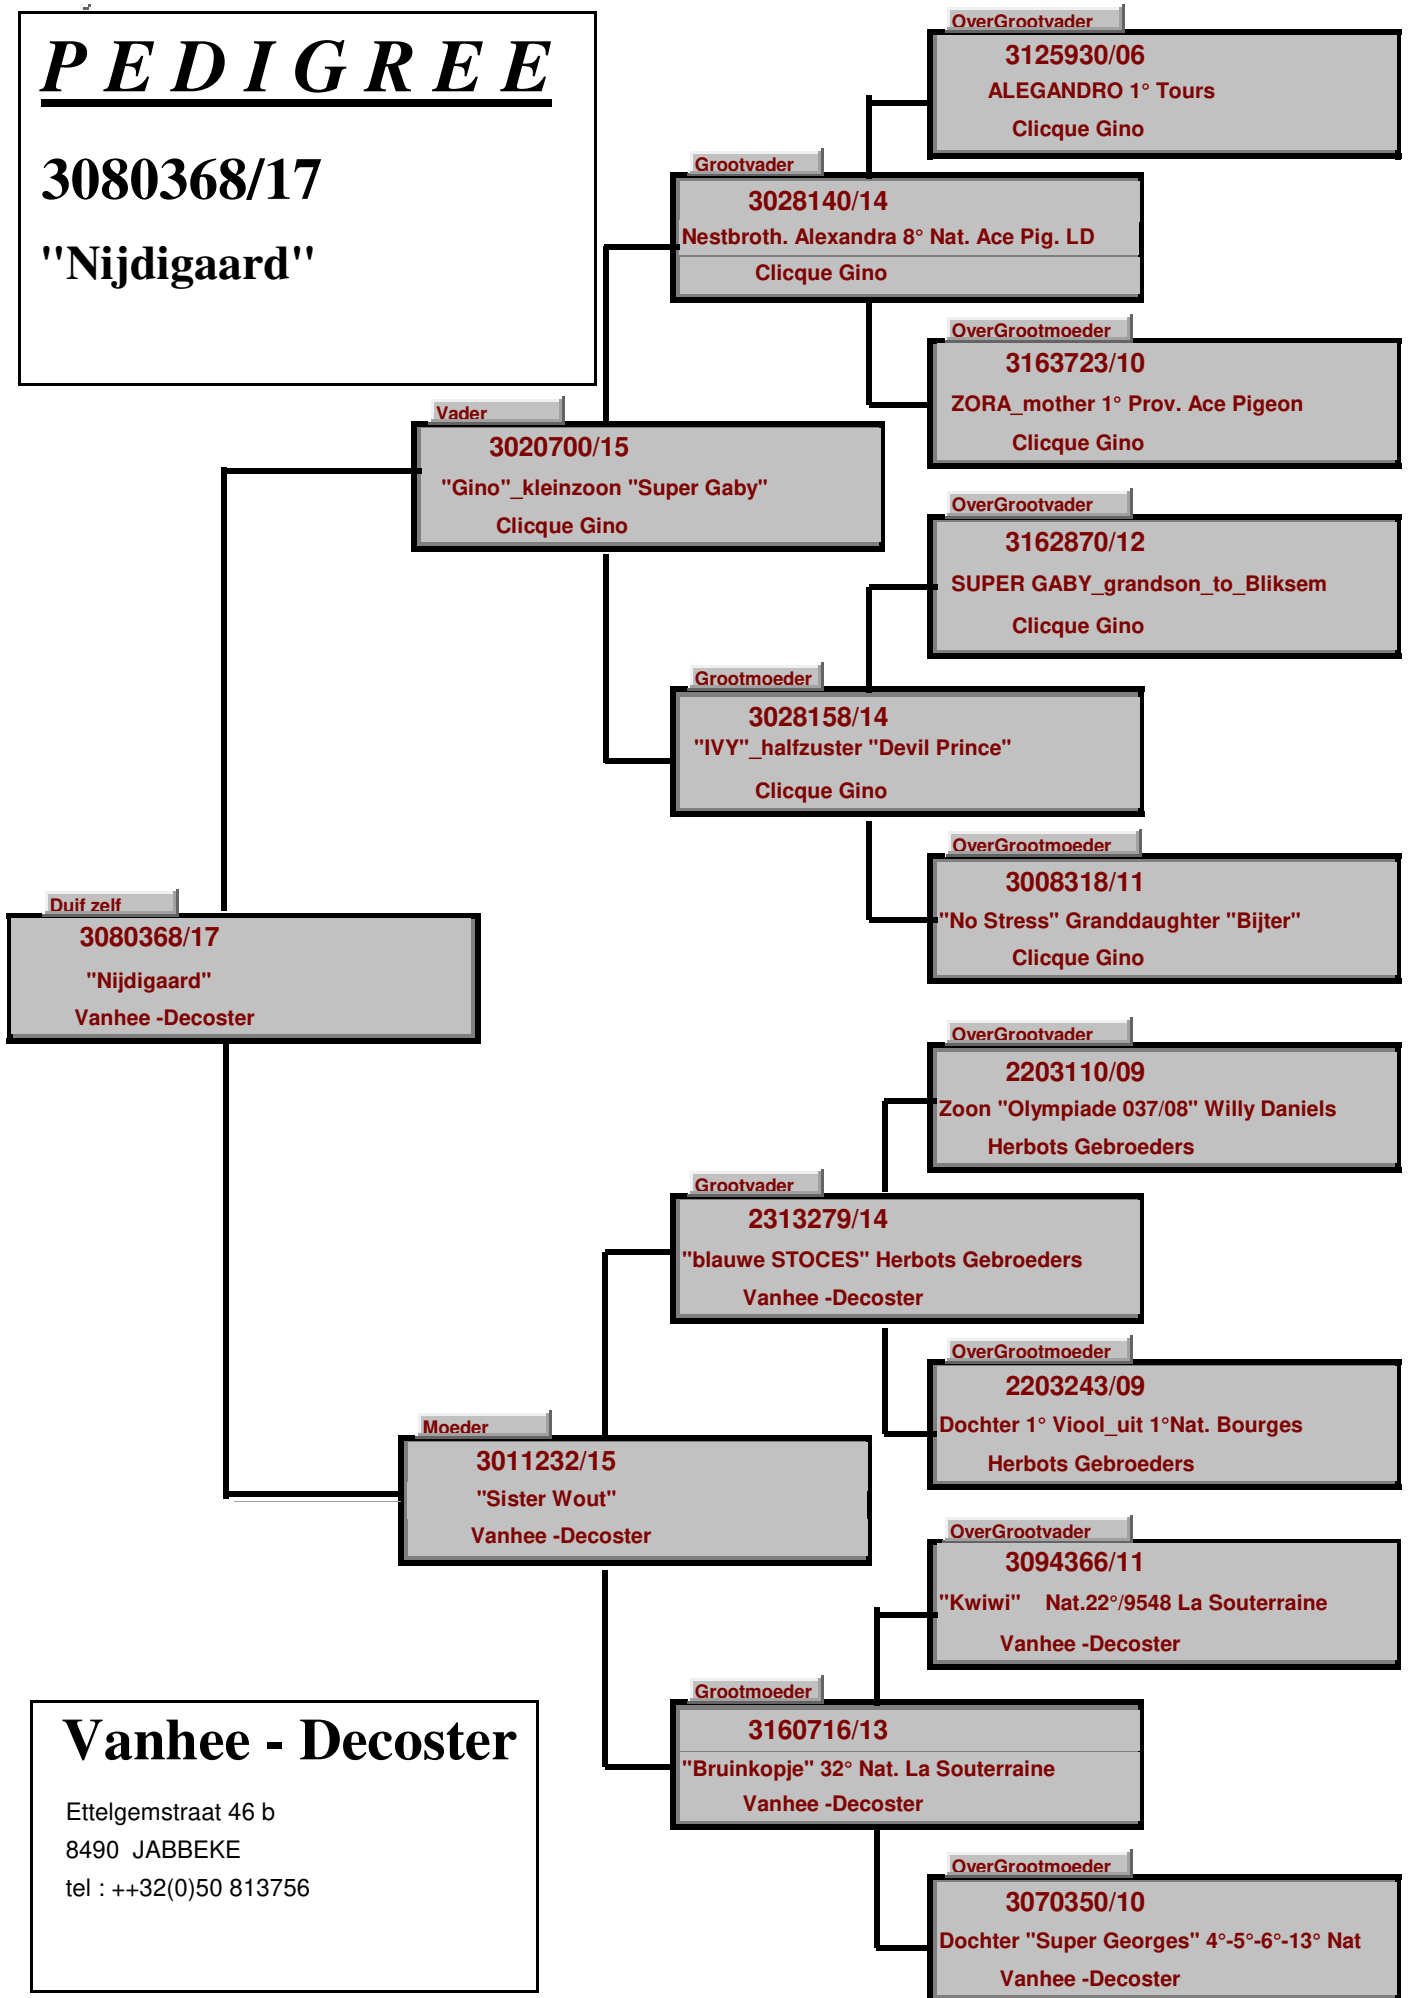 P E D I G R E E
3080368/17
"Nijdigaard"
OverGrootvader
3125930/06
ALEGANDRO 1° Tours
Clicque Gino
Grootvader
3028140/14
Nestbroth. Alexandra 8° Nat. Ace Pig. LD
Clicque Gino
OverGrootmoeder
3163723/10
ZORA_mother 1° Prov. Ace Pigeon
Clicque Gino
Vader
3020700/15
"Gino"_kleinzoon "Super Gaby"
Clicque Gino
OverGrootvader
3162870/12
SUPER GABY_grandson_to_Bliksem
Clicque Gino
Grootmoeder
3028158/14
"IVY"_halfzuster "Devil Prince"
Clicque Gino
OverGrootmoeder
3008318/11
"No Stress" Granddaughter "Bijter"
Clicque Gino
Duif zelf
3080368/17
"Nijdigaard"
Vanhee -Decoster
OverGrootvader
2203110/09
Zoon "Olympiade 037/08" Willy Daniels
Herbots Gebroeders
Grootvader
2313279/14
"blauwe STOCES" Herbots Gebroeders
Vanhee -Decoster
OverGrootmoeder
2203243/09
Dochter 1° Viool_uit 1°Nat. Bourges
Herbots Gebroeders
Moeder
3011232/15
"Sister Wout"
Vanhee -Decoster
OverGrootvader
3094366/11
"Kwiwi" Nat.22°/9548 La Souterraine
Vanhee -Decoster
Grootmoeder
3160716/13
"Bruinkopje" 32° Nat. La Souterraine
Vanhee -Decoster
OverGrootmoeder
3070350/10
Dochter "Super Georges" 4°-5°-6°-13° Nat
Vanhee -Decoster
Vanhee - Decoster
Ettelgemstraat 46 b
8490 JABBEKE
tel : ++32(0)50 813756